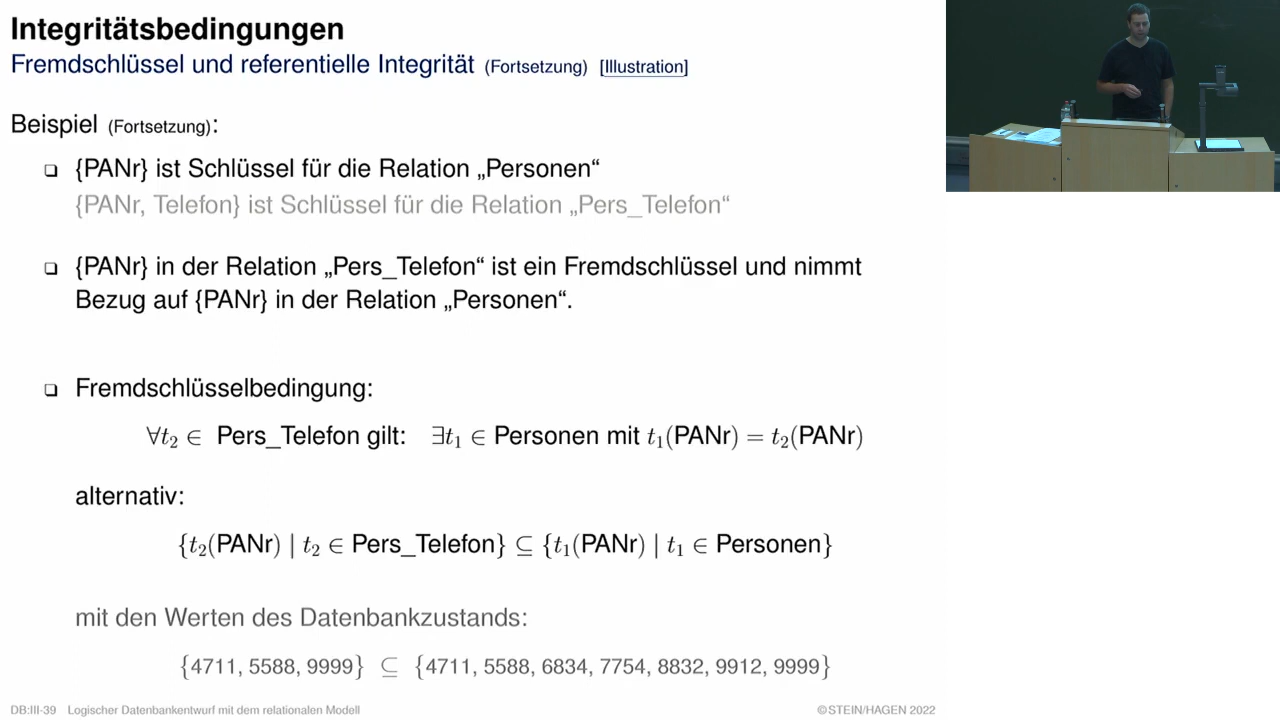 Integritätsbedingungen
Fremdschlüssel und referentielle Integrität (Fortsetzung) [Illustration]
Beispiel (Fortsetzung):
❑ {PANr} ist Schlüssel für die Relation „Personen“
{PANr, Telefon} ist Schlüssel für die Relation „Pers_Telefon“
❑ {PANr} in der Relation „Pers_Telefon“ ist ein Fremdschlüssel und nimmt
Bezug auf {PANr} in der Relation „Personen“.
❑ Fremdschlüsselbedingung:
∀t₂ ∈ Pers_Telefon gilt: ∃t₁ ∈ Personen mit t₁(PANr) = t₂(PANr)
alternativ:
{t₂(PANr) | t₂ ∈ Pers_Telefon} ⊆ {t₁(PANr) | t₁ ∈ Personen}
mit den Werten des Datenbankzustands:
{4711, 5588, 9999} ⊆ {4711, 5588, 6834, 7754, 8832, 9912, 9999}
DB:III-39 Logischer Datenbankentwurf mit dem relationalen Modell ©STEIN/HAGEN 2022